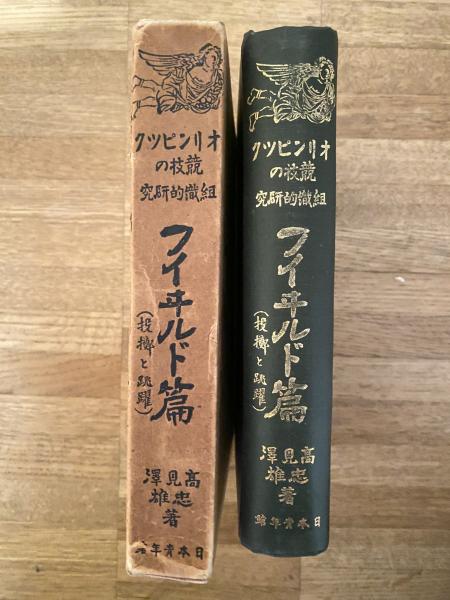 オリンピツク
競技の
組織的研究
フイヰルド篇
(投擲と跳躍)
高見澤
忠雄
著
日本青年館
オリンピツク
競技の
組織的研究
フイヰルド篇
(投擲と跳躍)
高見澤
忠雄
著
日本青年館